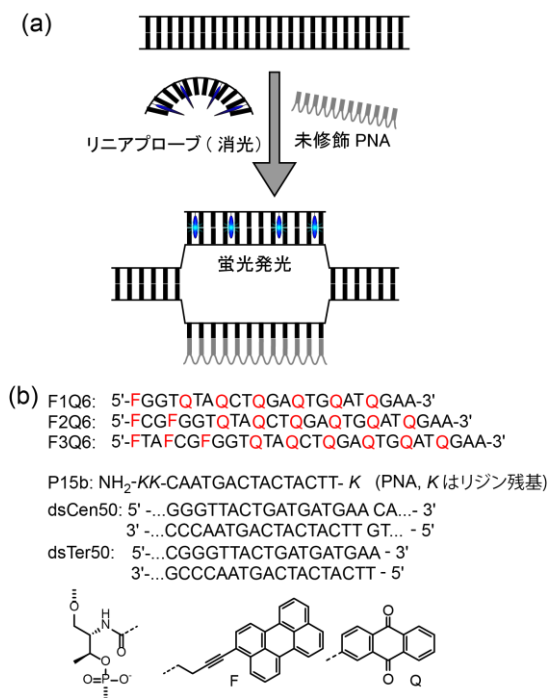 (a)
リニアプローブ ( 消光 )
未修飾 PNA
蛍光発光
(b)
F1Q6: 5'-FGGTQTAQCTQGAQTGQATQGAA-3'
F2Q6: 5'-FCGFGGTQTAQCTQGAQTGQATQGAA-3'
F3Q6: 5'-FTAFCGFGGTQTAQCTQGAQTGQATQGAA-3'
P15b: NH₂-KK-CAATGACTACTACTT- K (PNA, K はリジン残基)
dsCen50: 5' -...GGGTTACTGATGATGAA CA...- 3'
3' -...CCCAATGACTACTACTT GT... - 5'
dsTer50: 5' -...CGGGTTACTGATGATGAA - 3'
3' -...GCCCAATGACTACTACTT - 5'
O H N O O O P O⁻ O
F
O O Q